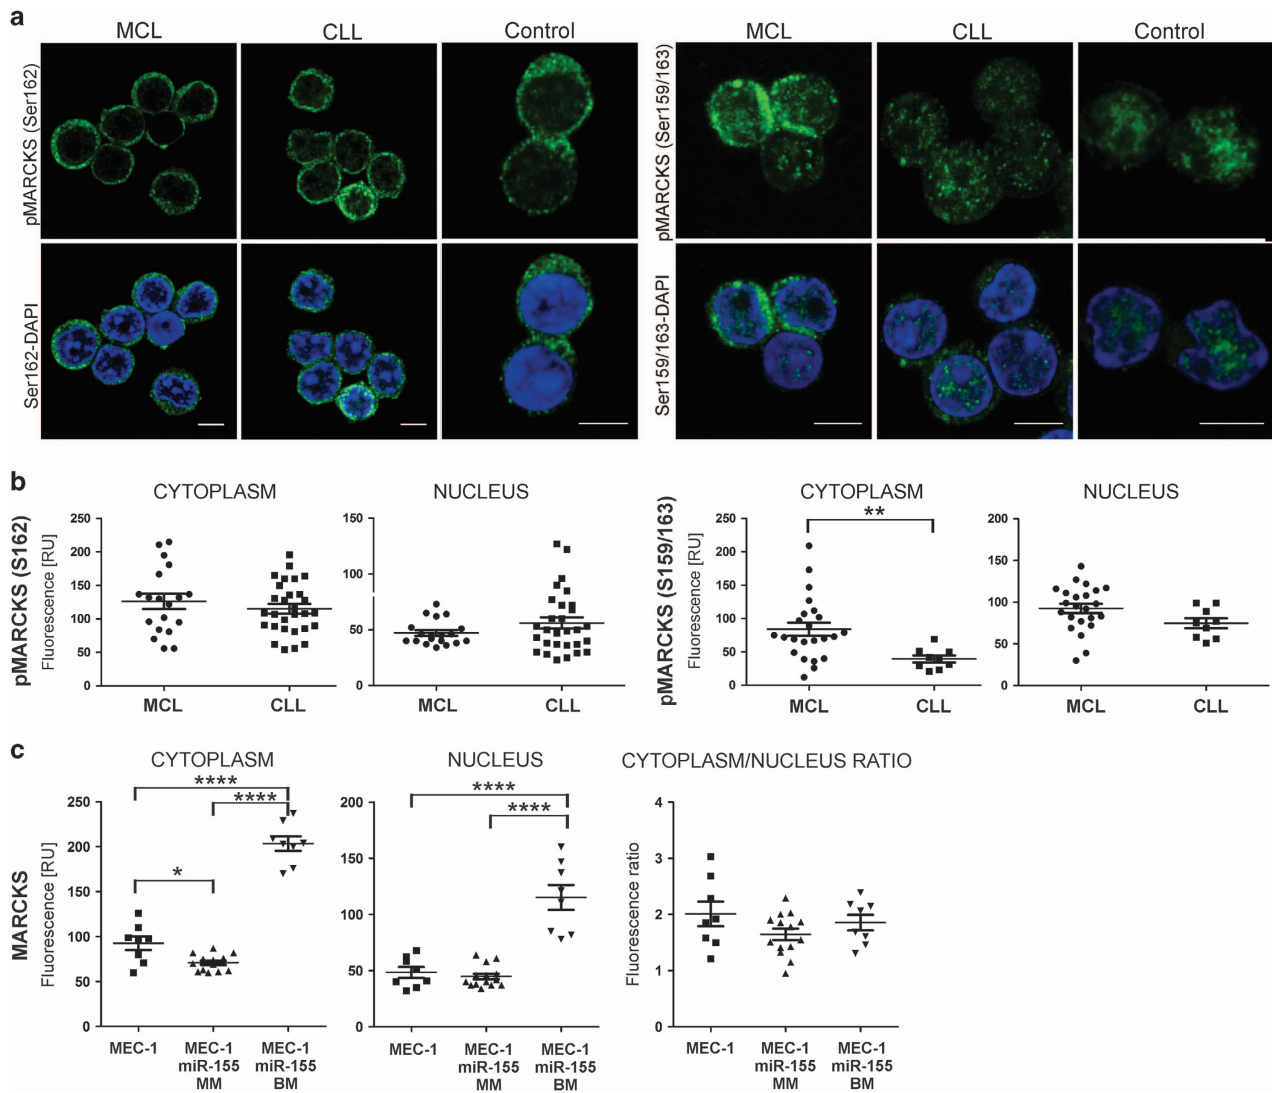 a
MCL CLL Control MCL CLL Control
pMARCKS (Ser162)
pMARCKS (Ser159/163)
Ser162-DAPI
Ser159/163-DAPI
b
CYTOPLASM NUCLEUS CYTOPLASM NUCLEUS
pMARCKS (S162)
Fluorescence [RU]
250
200
150
100
50
0
MCL CLL
150
100
50
0
MCL CLL
pMARCKS (S159/163)
Fluorescence [RU]
**
250
200
150
100
50
0
MCL CLL
200
150
100
50
0
MCL CLL
c
CYTOPLASM NUCLEUS CYTOPLASM/NUCLEUS RATIO
MARCKS
Fluorescence [RU]
****
****
*
250
200
150
100
50
0
MEC-1 MEC-1 MEC-1
miR-155 miR-155
MM BM
****
****
200
150
100
50
0
MEC-1 MEC-1 MEC-1
miR-155 miR-155
MM BM
Fluorescence ratio
4
3
2
1
0
MEC-1 MEC-1 MEC-1
miR-155 miR-155
MM BM